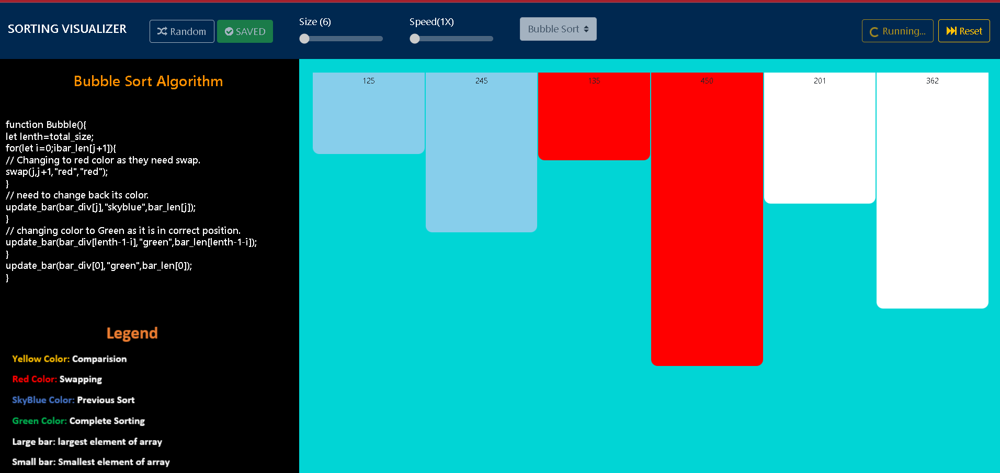 SORTING VISUALIZER
Random
SAVED
Size (6)
Speed(1X)
Bubble Sort
Running...
Reset
Bubble Sort Algorithm
function Bubble(){
let lenth=total_size;
for(let i=0;ibar_len[j+1]){
// Changing to red color as they need swap.
swap(j,j+1,"red","red");
}
// need to change back its color.
update_bar(bar_div[j],"skyblue",bar_len[j]);
}
// changing color to Green as it is in correct position.
update_bar(bar_div[lenth-1-i],"green",bar_len[lenth-1-i]);
}
update_bar(bar_div[0],"green",bar_len[0]);
}
Legend
Yellow Color: Comparision
Red Color: Swapping
SkyBlue Color: Previous Sort
Green Color: Complete Sorting
Large bar: largest element of array
Small bar: Smallest element of array
125
245
135
450
201
362